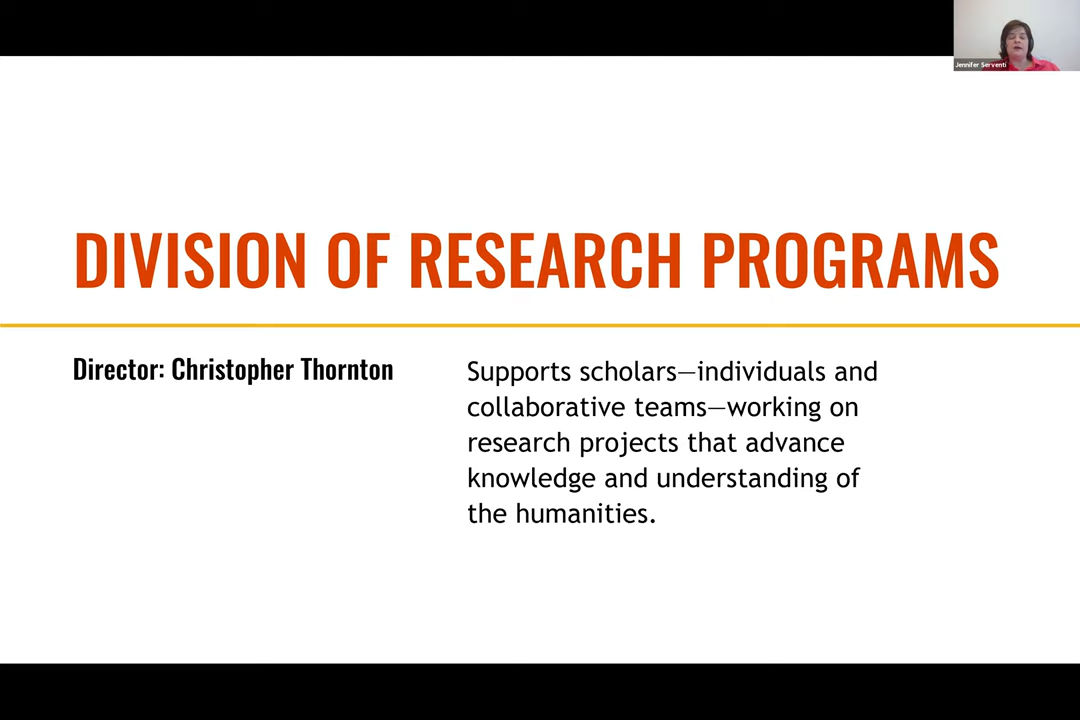 Jennifer Serventi
DIVISION OF RESEARCH PROGRAMS
Director: Christopher Thornton
Supports scholars—individuals and
collaborative teams—working on
research projects that advance
knowledge and understanding of
the humanities.